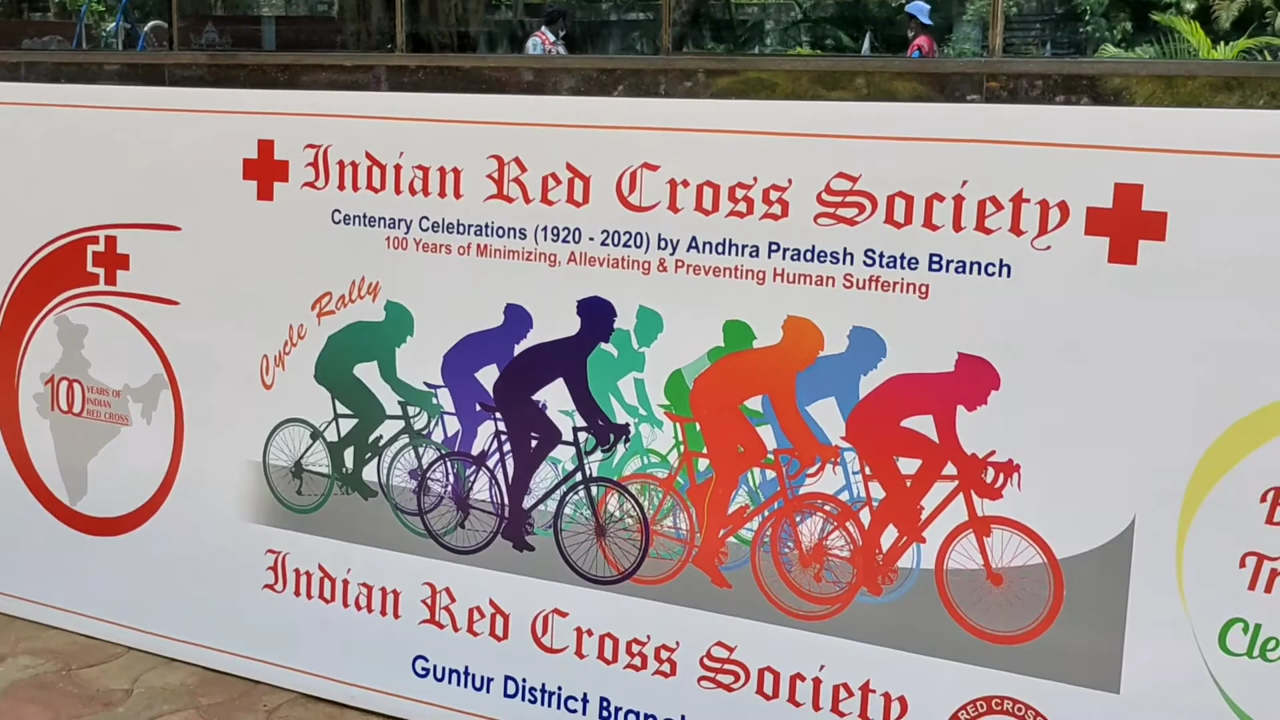 Indian Red Cross Society
Centenary Celebrations (1920 - 2020) by Andhra Pradesh State Branch
100 Years of Minimizing, Alleviating & Preventing Human Suffering
Cycle Rally
100 YEARS OF
INDIAN
RED CROSS
Indian Red Cross Society
Guntur District Branch
RED CROSS